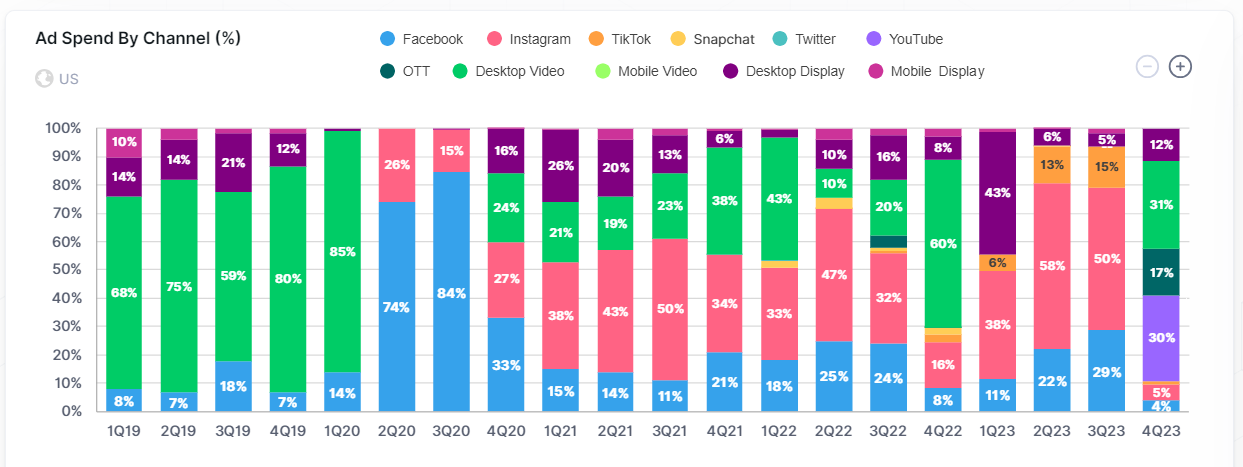 Ad Spend By Channel (%)
Facebook Instagram TikTok Snapchat Twitter YouTube
US
OTT Desktop Video Mobile Video Desktop Display Mobile Display
100%
90%
80%
70%
60%
50%
40%
30%
20%
10%
0%
10% 14% 68% 8%
14% 75% 7%
21% 59% 18%
12% 80% 7%
85% 14%
26% 74%
15% 84%
16% 24% 27% 33%
26% 21% 38% 15%
20% 19% 43% 14%
13% 23% 50% 11%
6% 38% 34% 21%
43% 33% 18%
10% 10% 47% 25%
16% 20% 32% 24%
8% 60% 16% 8%
43% 6% 38% 11%
6% 13% 58% 22%
5% 15% 50% 29%
12% 31% 17% 30% 5% 4%
1Q19 2Q19 3Q19 4Q19 1Q20 2Q20 3Q20 4Q20 1Q21 2Q21 3Q21 4Q21 1Q22 2Q22 3Q22 4Q22 1Q23 2Q23 3Q23 4Q23